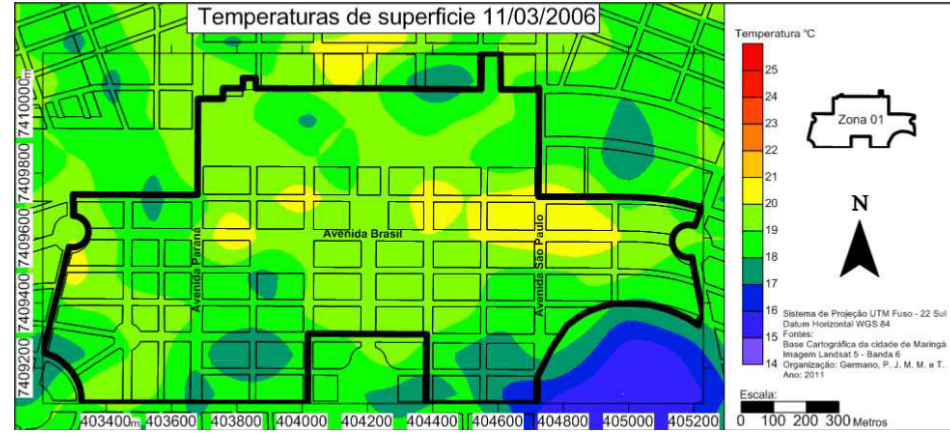 Temperaturas de superficie 11/03/2006
7410000m
7409800
7409600
7409400
7409200
Avenida Paraná
Avenida Brasil
Avenida São Paulo
403400m 403600 403800 404000 404200 404400 404600 404800 405000 405200
Temperatura °C
25
24
23
22
21
20
19
18
17
16
15
14
Zona 01
N
Sistema de Projeção UTM Fuso - 22 Sul
Datum Horizontal WGS 84
Fontes:
Base Cartográfica da cidade de Maringá
Imagem Landsat 5 - Banda 6
Organização: Germano, P. J. M. M. e T.
Ano: 2011
Escala:
0 100 200 300 Metros